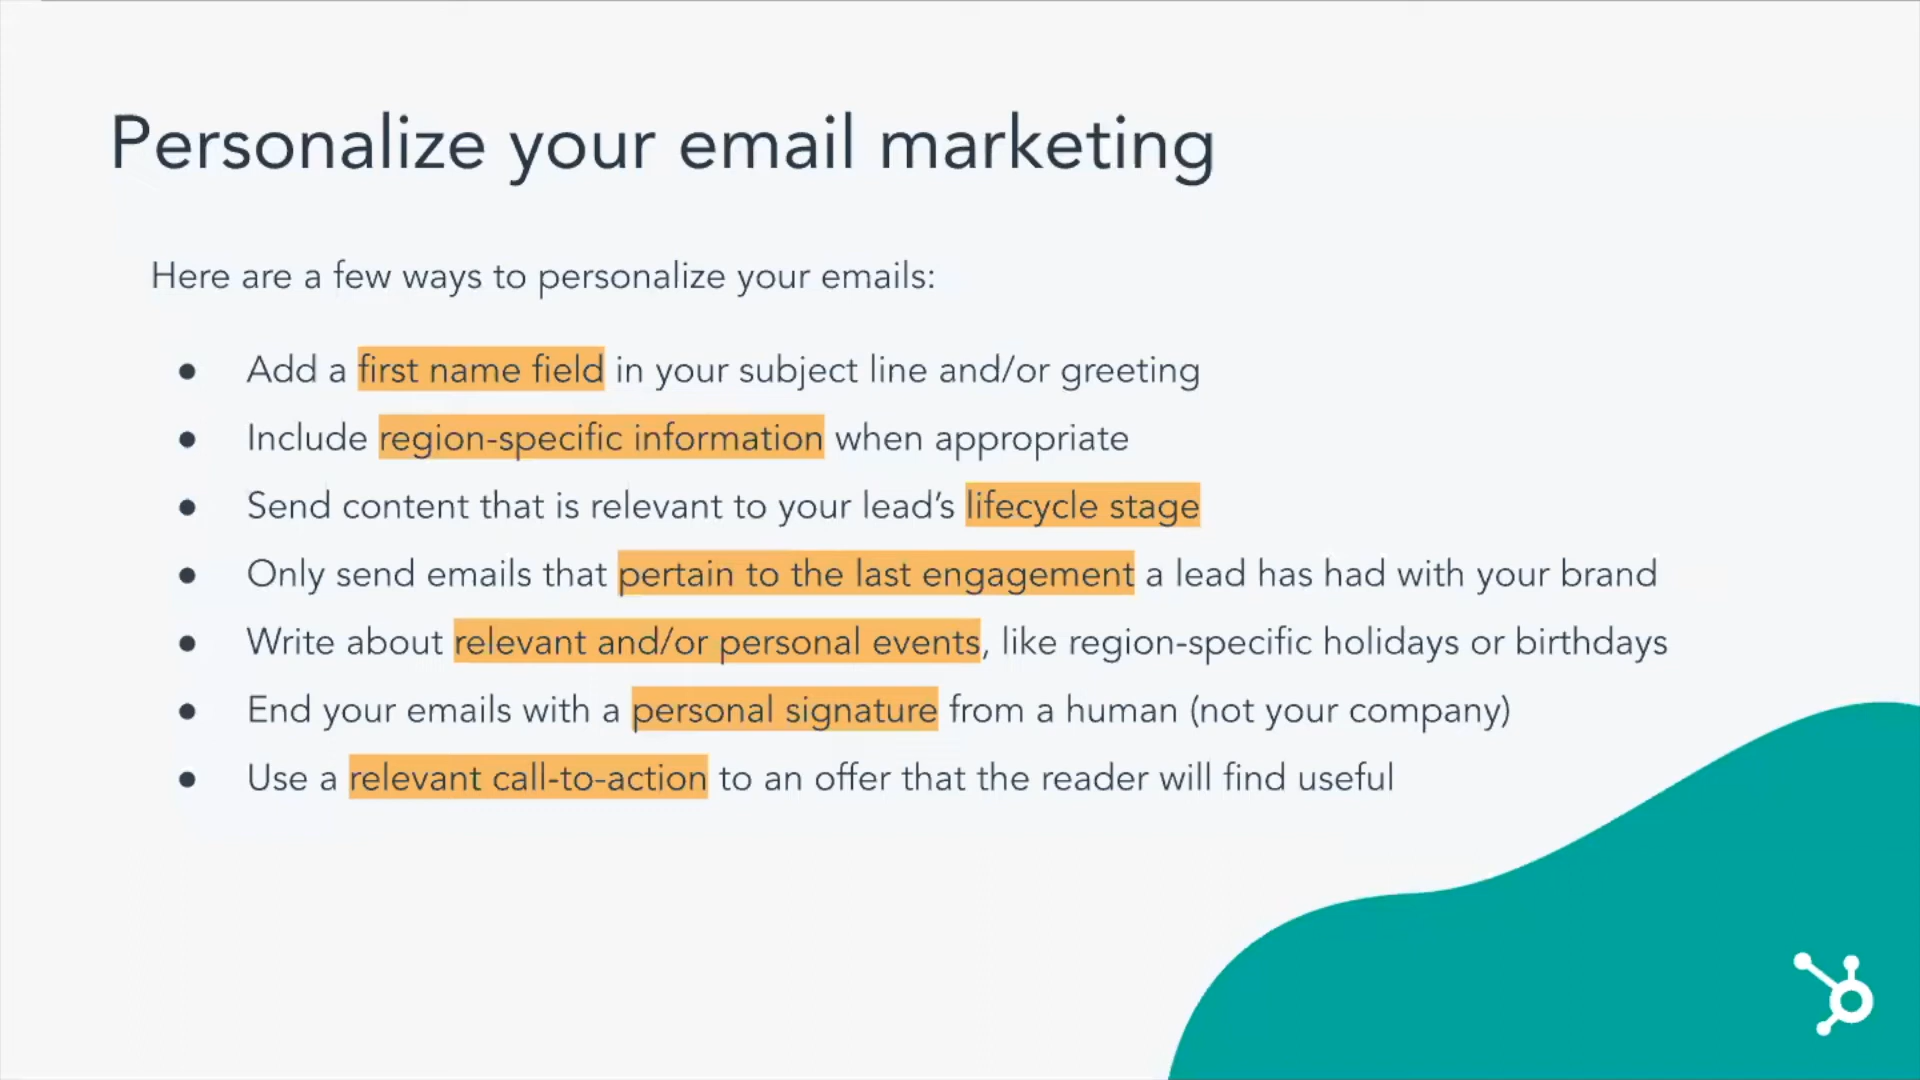 Personalize your email marketing
Here are a few ways to personalize your emails:
● Add a first name field in your subject line and/or greeting
● Include region-specific information when appropriate
● Send content that is relevant to your lead’s lifecycle stage
● Only send emails that pertain to the last engagement a lead has had with your brand
● Write about relevant and/or personal events, like region-specific holidays or birthdays
● End your emails with a personal signature from a human (not your company)
● Use a relevant call-to-action to an offer that the reader will find useful